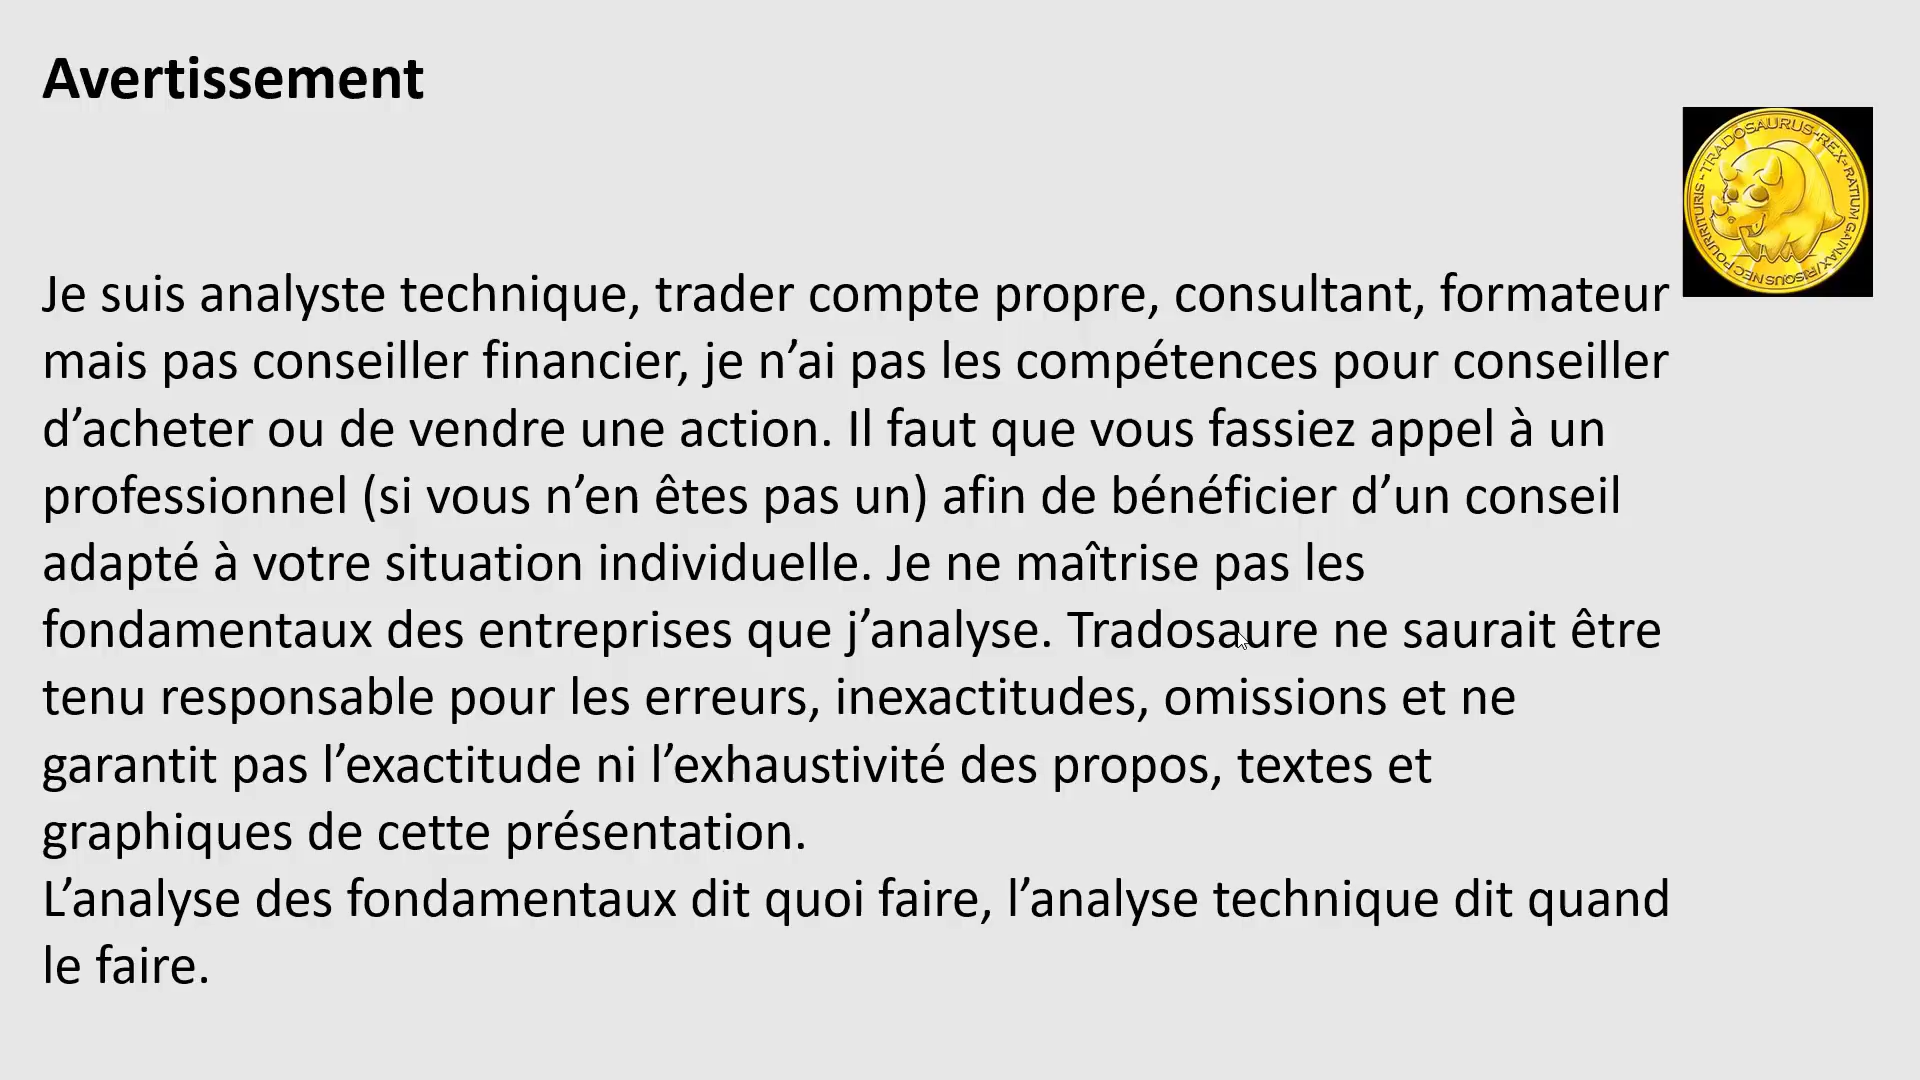 Avertissement
TRADOSAURUS-REX-RATIUM GAINAX/RISQUS NEC POURRITURIS-
Je suis analyste technique, trader compte propre, consultant, formateur
mais pas conseiller financier, je n’ai pas les compétences pour conseiller
d’acheter ou de vendre une action. Il faut que vous fassiez appel à un
professionnel (si vous n’en êtes pas un) afin de bénéficier d’un conseil
adapté à votre situation individuelle. Je ne maîtrise pas les
fondamentaux des entreprises que j’analyse. Tradosaure ne saurait être
tenu responsable pour les erreurs, inexactitudes, omissions et ne
garantit pas l’exactitude ni l’exhaustivité des propos, textes et
graphiques de cette présentation.
L’analyse des fondamentaux dit quoi faire, l’analyse technique dit quand
le faire.